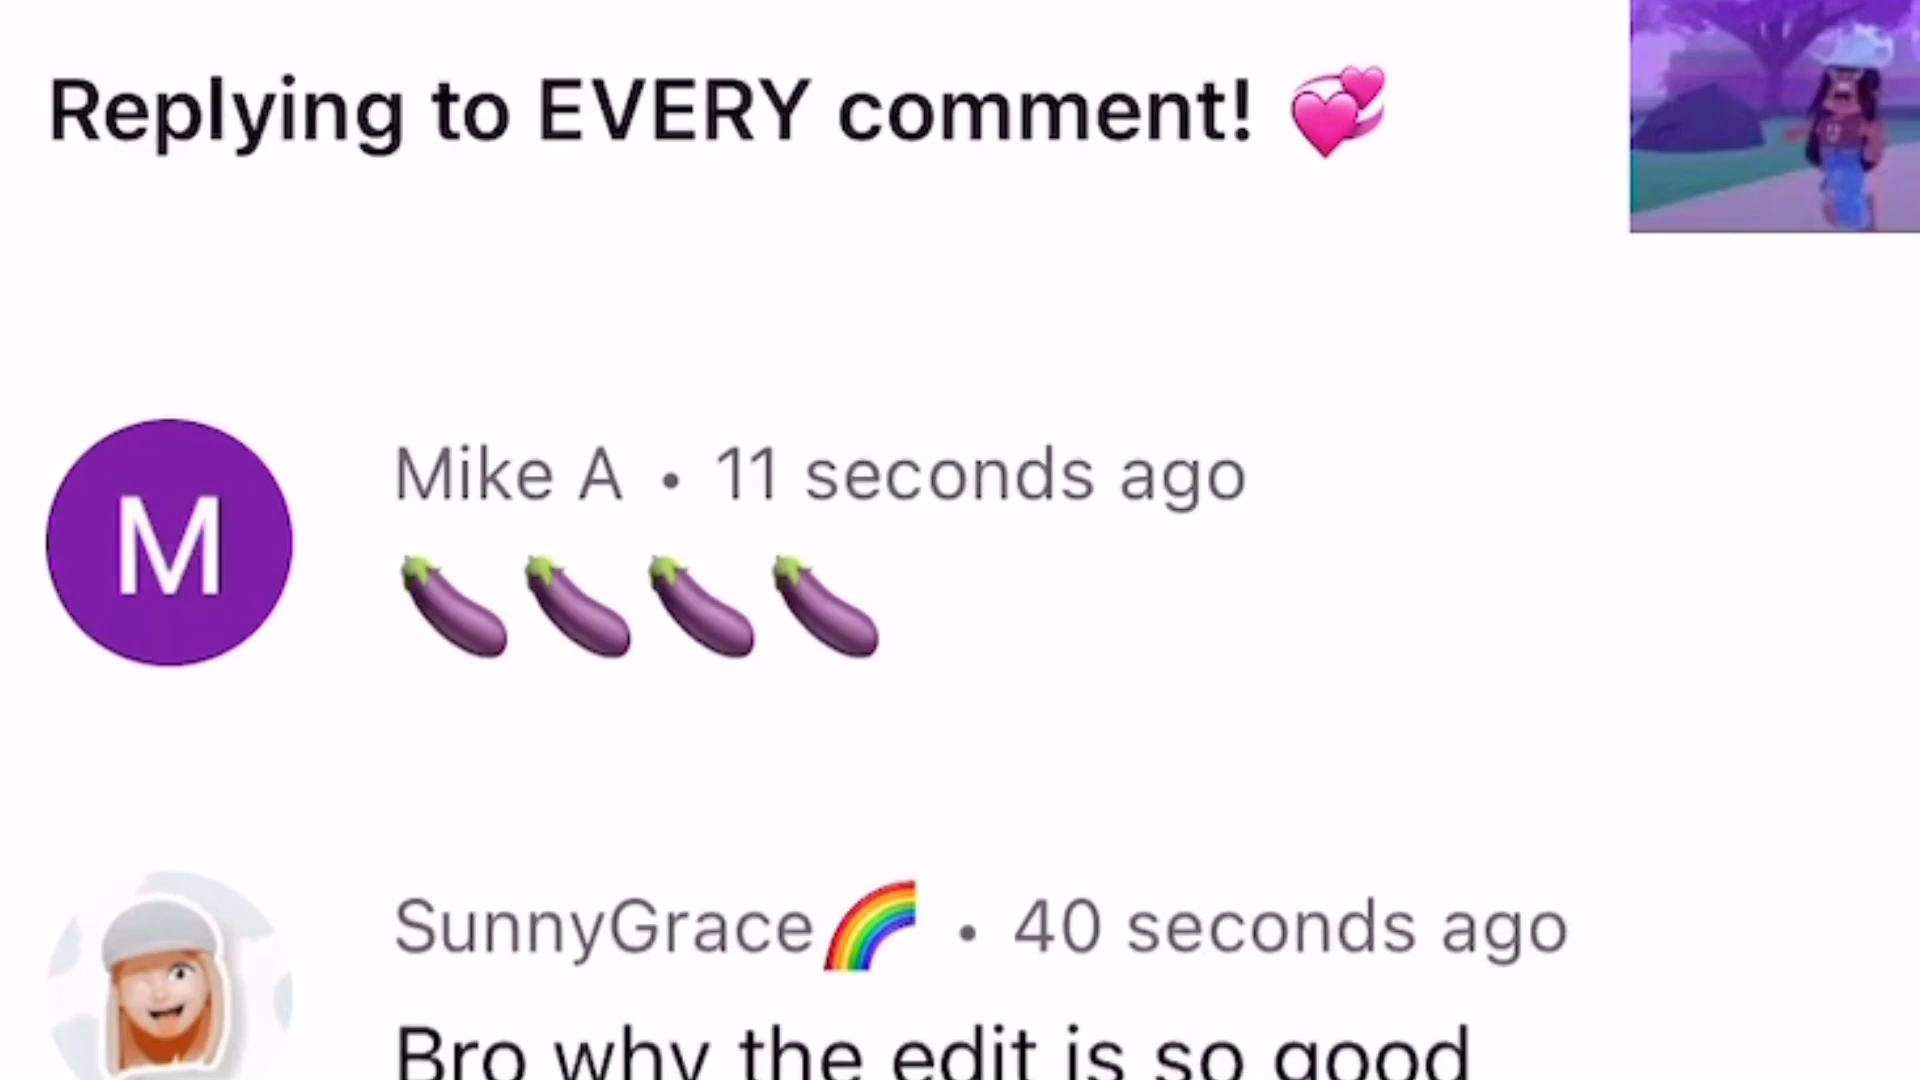 Replying to EVERY comment! 💞
M
Mike A • 11 seconds ago
🍆🍆🍆🍆
SunnyGrace🌈 • 40 seconds ago
Bro why the edit is so good